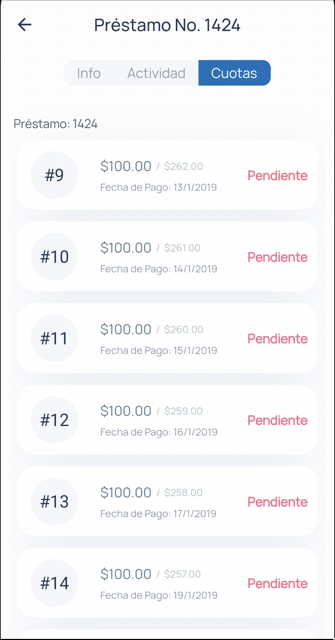 Préstamo No. 1424
Info Actividad Cuotas
Préstamo: 1424
#9 $100.00 / $262.00 Pendiente
Fecha de Pago: 13/1/2019
#10 $100.00 / $261.00 Pendiente
Fecha de Pago: 14/1/2019
#11 $100.00 / $260.00 Pendiente
Fecha de Pago: 15/1/2019
#12 $100.00 / $259.00 Pendiente
Fecha de Pago: 16/1/2019
#13 $100.00 / $258.00 Pendiente
Fecha de Pago: 17/1/2019
#14 $100.00 / $257.00 Pendiente
Fecha de Pago: 19/1/2019